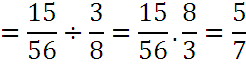 = 15/56 ÷ 3/8 = 15/56 . 8/3 = 5/7